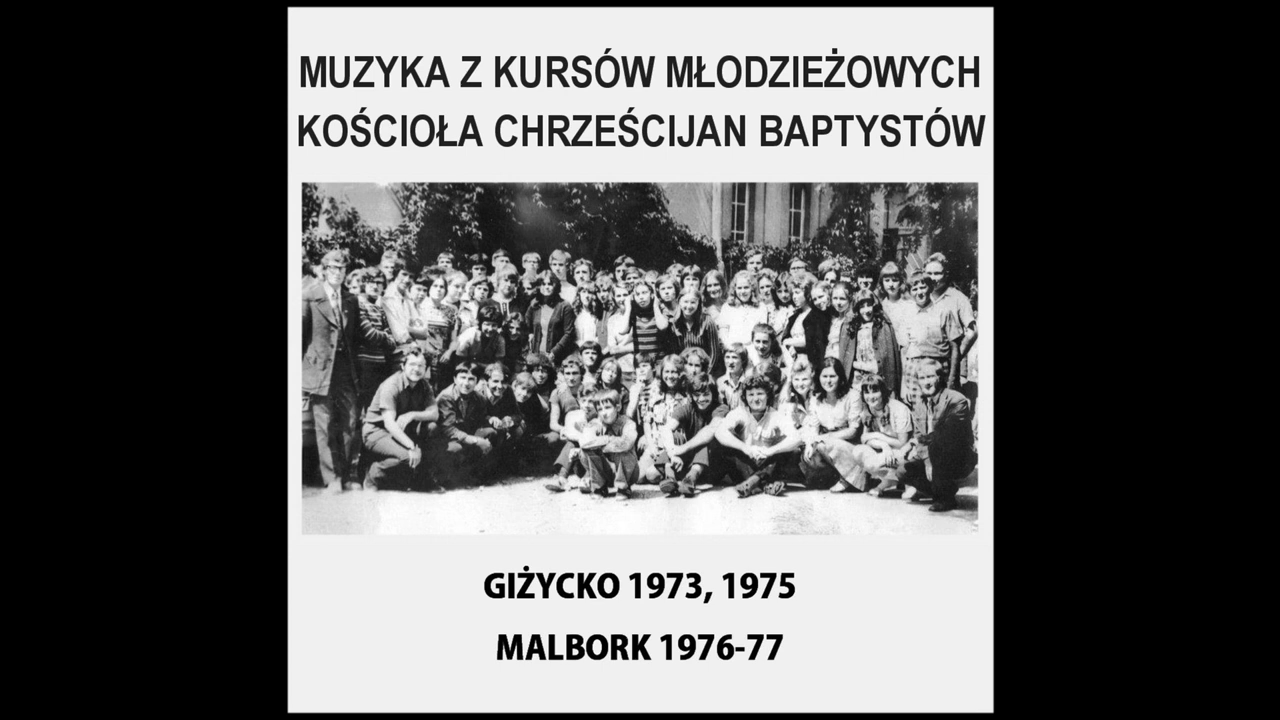 MUZYKA Z KURSÓW MŁODZIEŻOWYCH
KOŚCIOŁA CHRZEŚCIJAN BAPTYSTÓW
GIŻYCKO 1973, 1975
MALBORK 1976-77